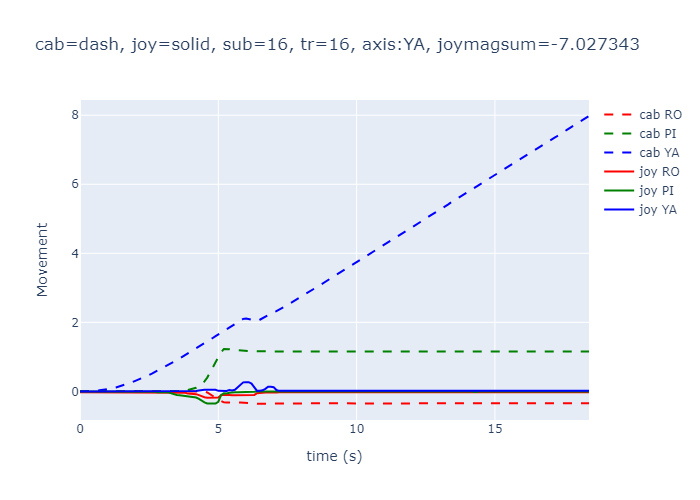 cab=dash, joy=solid, sub=16, tr=16, axis:YA, joymagsum=-7.027343
8
6
4
2
0
Movement
0
5
10
15
time (s)
cab RO
cab PI
cab YA
joy RO
joy PI
joy YA